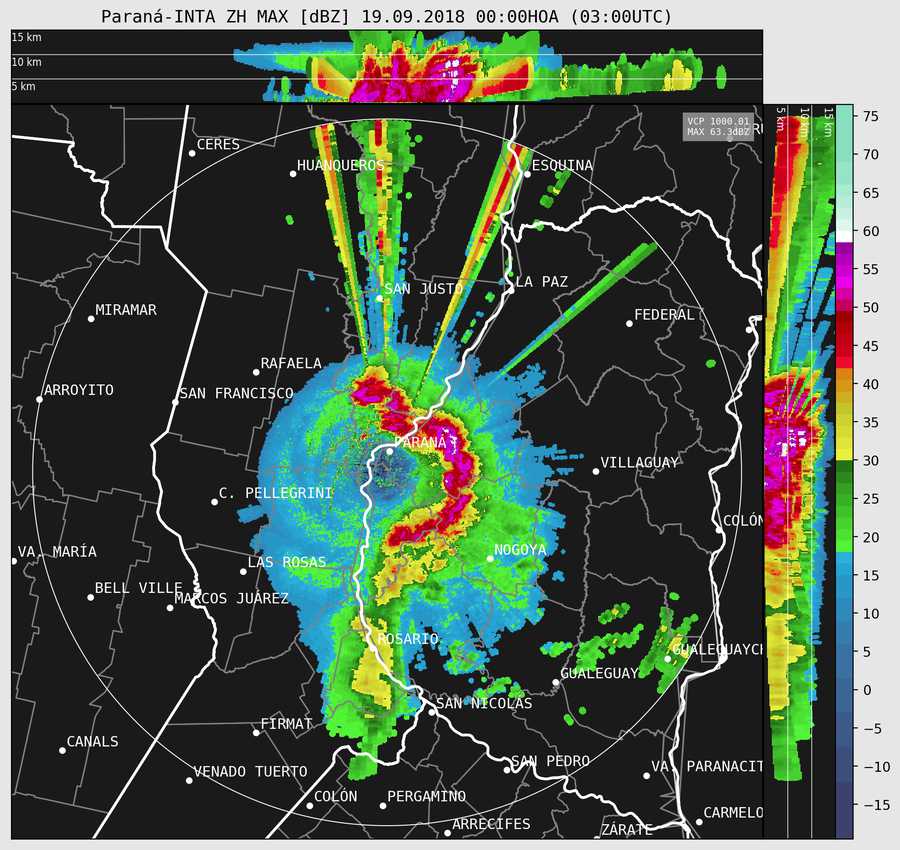 Paraná-INTA ZH MAX [dBZ] 19.09.2018 00:00HOA (03:00UTC)
15 km
10 km
5 km
5 km
10 km
15 km
VCP 1000.01
MAX 63.3dBZ
CERES
HUANQUEROS
ESQUINA
SAN JUSTO
LA PAZ
MIRAMAR
FEDERAL
RAFAELA
ARROYITO
SAN FRANCISCO
PARANÁ
VILLAGUAY
C. PELLEGRINI
COLÓN
VA. MARÍA
NOGOYA
LAS ROSAS
BELL VILLE
MARCOS JUÁREZ
ROSARIO
GUALEGUAYCH
GUALEGUAY
SAN NICOLAS
FIRMAT
CANALS
SAN PEDRO
VA. PARANACIT
VENADO TUERTO
COLÓN
PERGAMINO
CARMELO
ARRECIFES
ZÁRATE
75
70
65
60
55
50
45
40
35
30
25
20
15
10
5
0
−5
−10
−15